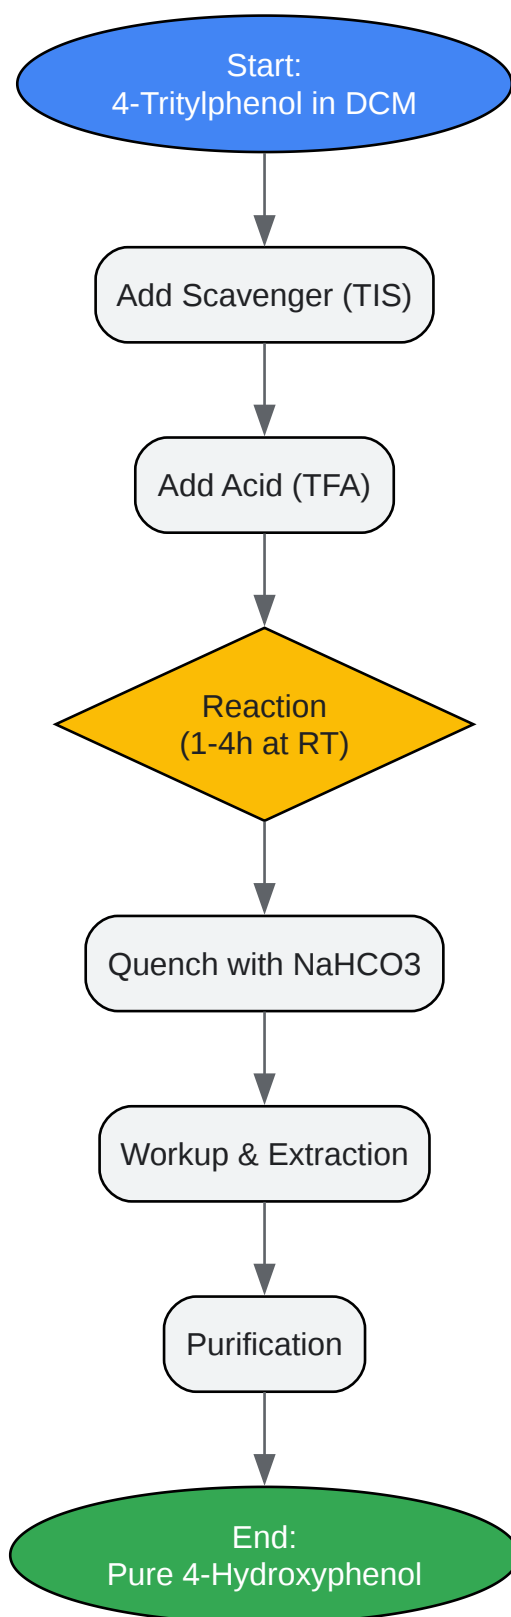 Start:
4-Tritylphenol in DCM
Add Scavenger (TIS)
Add Acid (TFA)
Reaction
(1-4h at RT)
Quench with NaHCO3
Workup & Extraction
Purification
End:
Pure 4-Hydroxyphenol